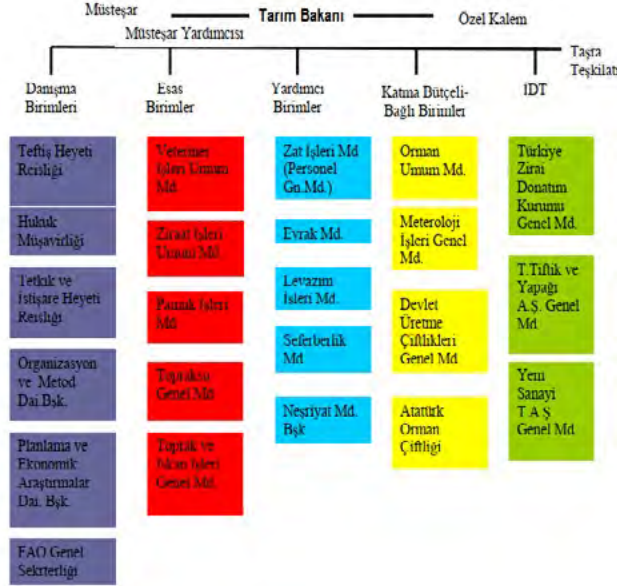 Müsteşar
Tarım Bakanı
Özel Kalem
Müsteşar Yardımcısı
Taşra
Teşkilatı
Danışma
Birimleri
Esas
Birimler
Yardımcı
Birimler
Katma Bütçeli-
Bağlı Birimler
IDT
Teftiş Heyeti
Reisliği
Hukuk
Müşavirliği
Tetkik ve
İstişare Heyeti
Reisliği
Organizasyon
ve Metod
Dai.Bşk.
Planlama ve
Ekonomik
Araştırmalar
Dai. Bşk.
FAO Genel
Sekrterliği
Veteriner
İşleri Umum
Md.
Ziraat İşleri
Umum Md.
Pamuk İşleri
Md
Topraksu
Genel Md
Toprak ve
İskan İşleri
Genel Md.
Zat İşleri Md
(Personel
Gn.Md.)
Evrak Md.
Levazım
İşleri Md.
Seferberlik
Md
Neşriyat Md.
Bşk
Orman
Umum Md.
Meteroloji
İşleri Genel
Md.
Devlet
Üretme
Çiftlikleri
Genel Md
Atatürk
Orman
Çiftliği
Türkiye
Zirai
Donatım
Kurumu
Genel Md.
T.Tiftik ve
Yapağı
A.Ş. Genel
Md
Yeni
Sanayi
T.A.Ş.
Genel Md